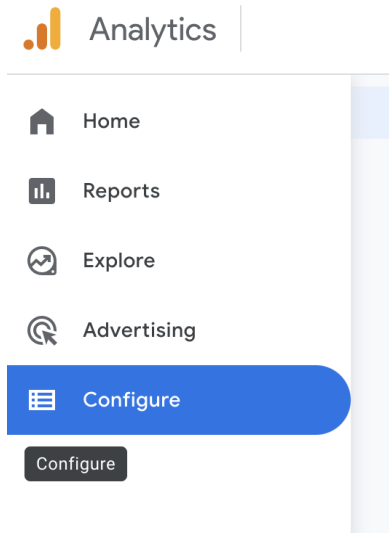 Analytics
Home
Reports
Explore
Advertising
Configure
Configure